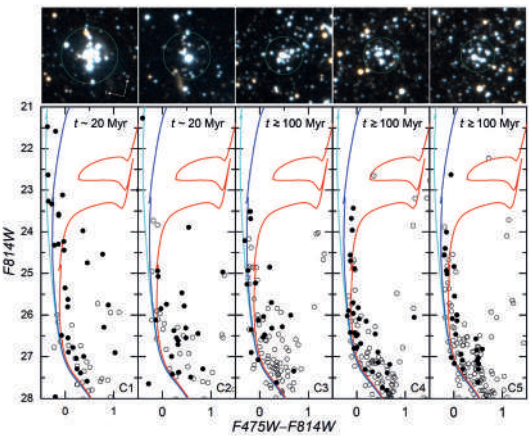 21
22
23
24
25
26
27
28
F814W
t ~ 20 Myr
t ~ 20 Myr
t ≥ 100 Myr
t ≥ 100 Myr
t ≥ 100 Myr
C1
C2
C3
C4
C5
0 1 0 1 0 1 0 1 0 1
F475W–F814W